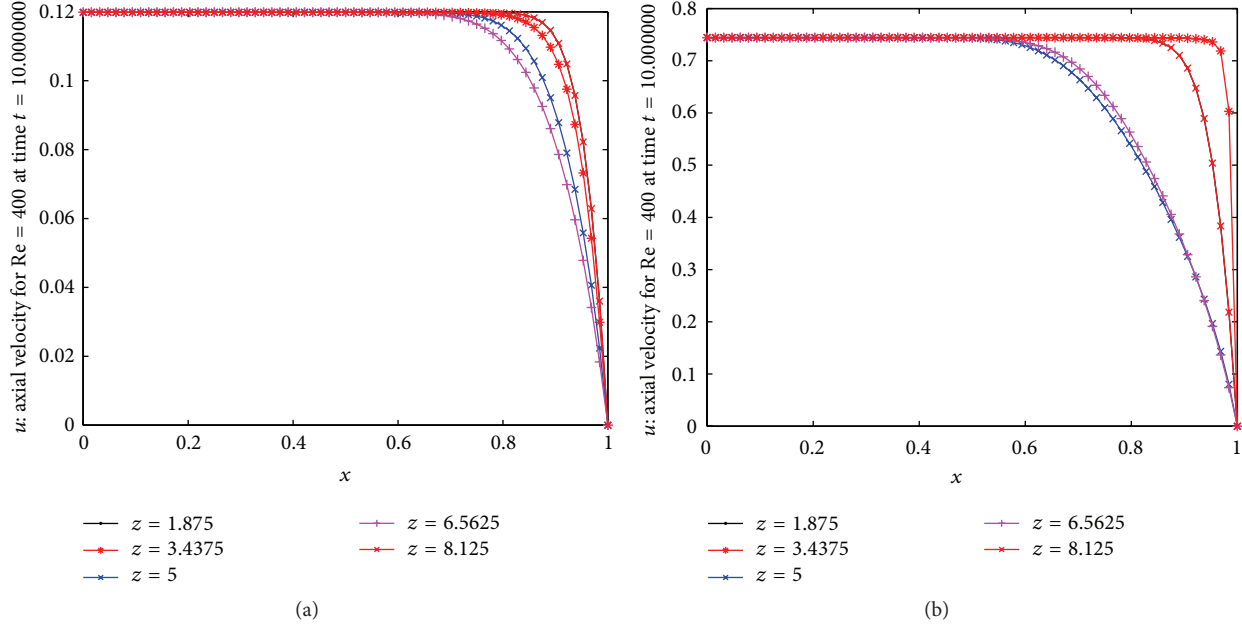 u: axial velocity for Re = 400 at time t = 10.000000
0.12
0.1
0.08
0.06
0.04
0.02
0
0 0.2 0.4 0.6 0.8 1
x
z = 1.875
z = 3.4375
z = 5
z = 6.5625
z = 8.125
(a)
u: axial velocity for Re = 400 at time t = 10.000000
0.8
0.7
0.6
0.5
0.4
0.3
0.2
0.1
0
0 0.2 0.4 0.6 0.8 1
x
z = 1.875
z = 3.4375
z = 5
z = 6.5625
z = 8.125
(b)